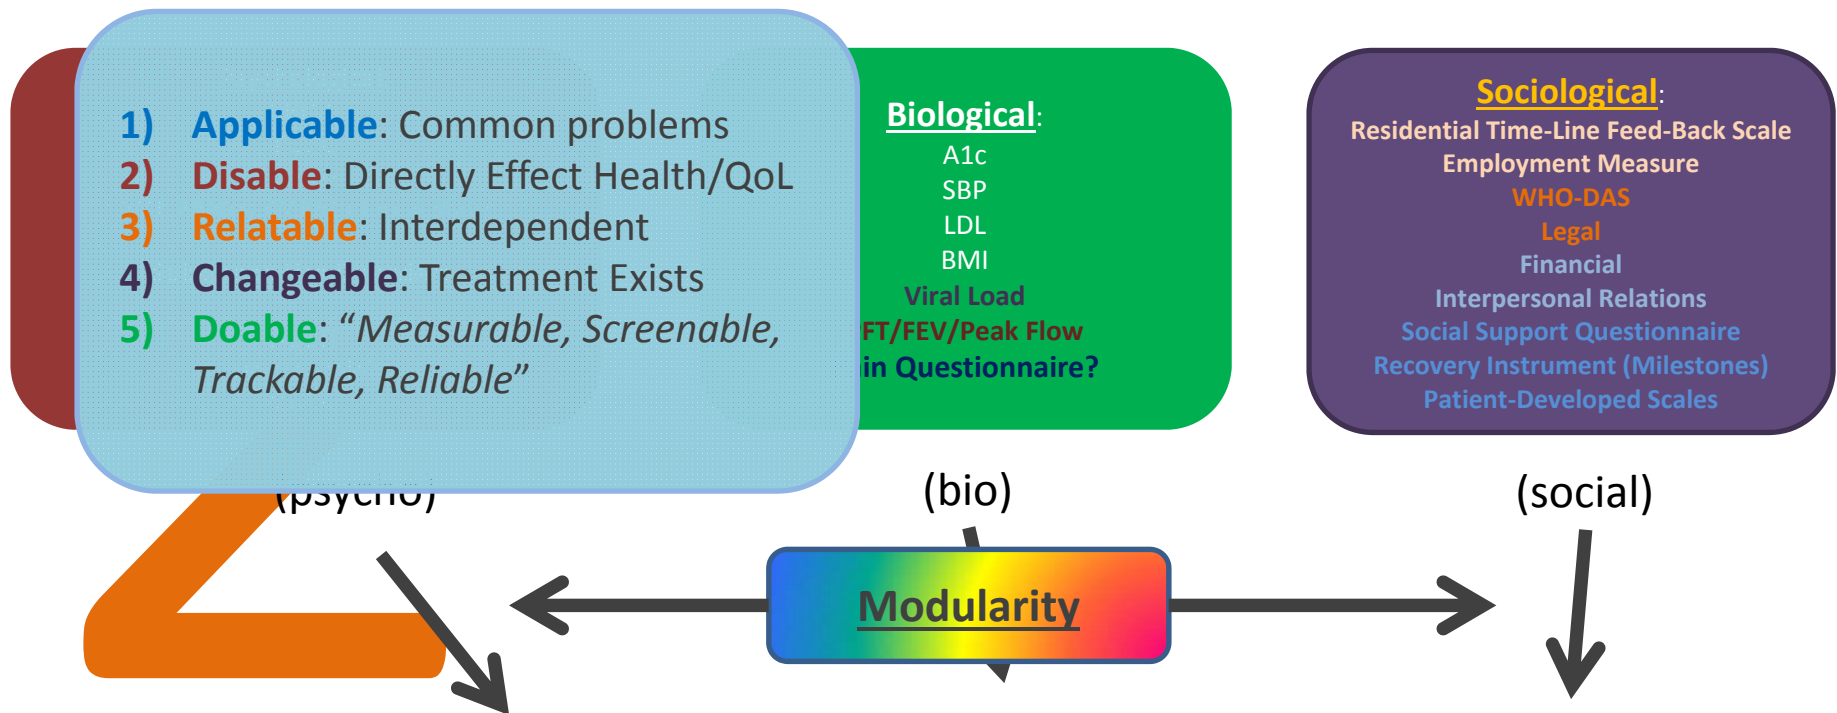 1) Applicable: Common problems
2) Disable: Directly Effect Health/QoL
3) Relatable: Interdependent
4) Changeable: Treatment Exists
5) Doable: “Measurable, Screenable,
Trackable, Reliable”
Biological:
A1c
SBP
LDL
BMI
Viral Load
/FEV/Peak Flow
Questionnaire?
Sociological:
Residential Time-Line Feed-Back Scale
Employment Measure
WHO-DAS
Legal
Financial
Interpersonal Relations
Social Support Questionnaire
Recovery Instrument (Milestones)
Patient-Developed Scales
(psycho)
(bio)
(social)
Modularity